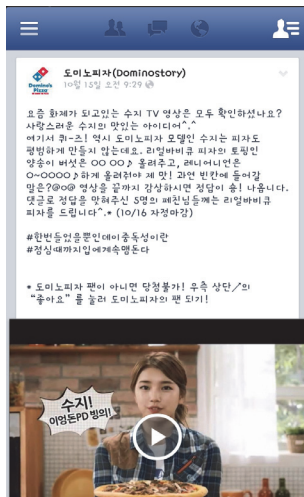 도미노피자(Dominostory)
10월 15일 오전 9:29
요즘 화제가 되고있는 수지 TV 영상은 모두 확인하셨나요?
사랑스러운 수지의 맛있는 아이디어^.^
여기서 퀴~즈! 역시 도미노피자 모델인 수지는 피자도
평범하게 만들지 않는데요. 리얼바비큐 피자의 토핑인
양송이 버섯은 OO OO♪ 올려주고, 레디어니언은
O~OOOO♪하게 올려줘야 제 맛! 과연 빈칸에 들어갈
말은?@o@ 영상을 끝까지 감상하시면 정답이 슝! 나옵니다.
댓글로 정답을 맞춰주신 5명의 페친님들께는 리얼바비큐
피자를 드립니다^.* (10/16 자정마감)
#한번들었을뿐인데이중독성이란
#점심때까지입에계속맴돈다
* 도미노피자 팬이 아니면 당첨불가! 우측 상단↗의
“좋아요”를 눌러 도미노피자의 팬 되기!
수지!
이엉돈PD 빙의!